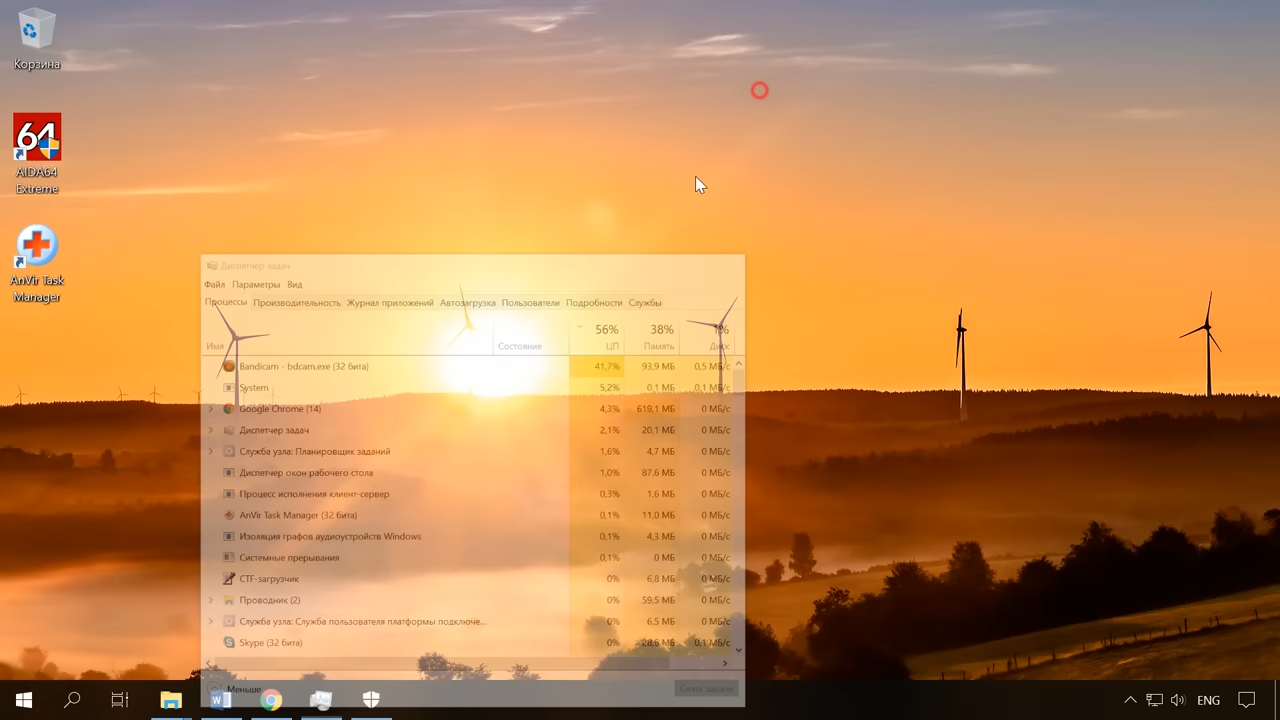 Корзина
64
AIDA64
Extreme
AnVir Task
Manager
Диспетчер задач
Файл Параметры Вид
Процессы Производительность Журнал приложений Автозагрузка Пользователи Подробности Службы
56% 38% 1%
Имя Состояние ЦП Память Диск
Bandicam - bdcam.exe (32 бита) 41,7% 93,9 МБ 0,5 МБ/с
System 5,2% 0,1 МБ 0,1 МБ/с
Google Chrome (14) 4,3% 619,1 МБ 0 МБ/с
Диспетчер задач 2,1% 20,1 МБ 0 МБ/с
Служба узла: Планировщик заданий 1,6% 4,7 МБ 0 МБ/с
Диспетчер окон рабочего стола 1,0% 87,6 МБ 0 МБ/с
Процесс исполнения клиент-сервер 0,3% 1,6 МБ 0 МБ/с
AnVir Task Manager (32 бита) 0,1% 11,0 МБ 0 МБ/с
Изоляция графов аудиоустройств Windows 0,1% 4,3 МБ 0 МБ/с
Системные прерывания 0,1% 0 МБ 0 МБ/с
CTF-загрузчик 0% 6,8 МБ 0 МБ/с
Проводник (2) 0% 59,5 МБ 0 МБ/с
Служба узла: Служба пользователя платформы подключе... 0% 6,5 МБ 0 МБ/с
Skype (32 бита) 0% 28,6 МБ 0,1 МБ/с
Меньше Снять задачу
ENG